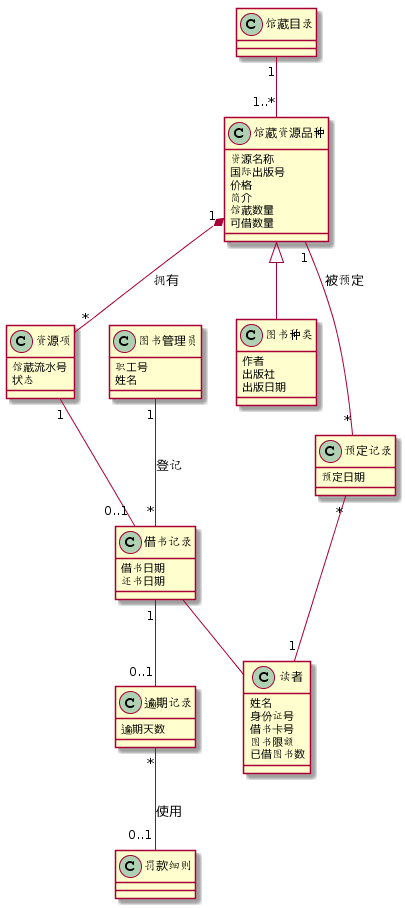 C 馆藏目录
1
1..*
C 馆藏资源品种
资源名称
国际出版号
价格
简介
馆藏数量
可借数量
1
1
拥有
被预定
*
C 资源项
馆藏流水号
状态
C 图书管理员
职工号
姓名
C 图书种类
作者
出版社
出版日期
*
1
1
C 预定记录
预定日期
登记
0..1
*
*
C 借书记录
借书日期
还书日期
1
1
0..1
C 读者
姓名
身份证号
借书卡号
图书限额
已借图书数
C 逾期记录
逾期天数
*
使用
0..1
C 罚款细则